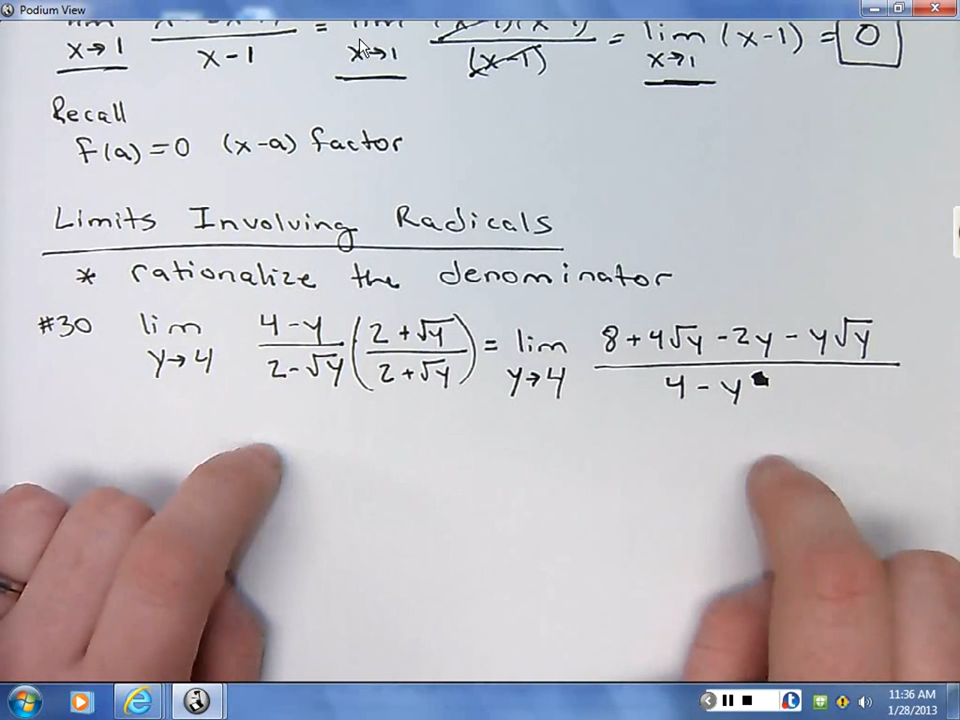 Podium View
x→1 x-1 = x→1 (x-1) = lim x→1 (x-1) = 0
Recall
f(a)=0 (x-a) factor
Limits Involving Radicals
* rationalize the denominator
#30 lim y→4 4-y/2-√y (2+√y/2+√y) = lim y→4 8+4√y-2y-y√y/4-y
11:36 AM
1/28/2013